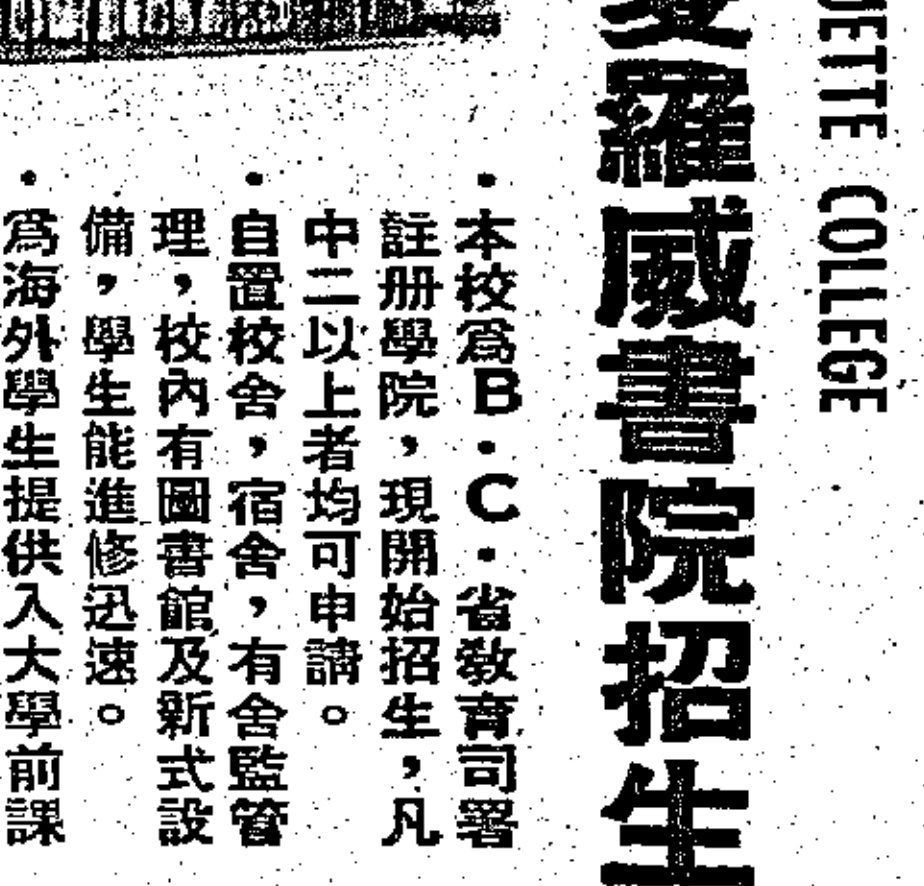 COLLEGE
羅威書院招生
・本校為B・C・省教育司署
註册學院，現開始招生，凡
中二以上者均可申請。
・自置校舍，宿舍，有舍監管
理，校內有圖書館及新式設
備，學生能進修迅速。
・為海外學生提供入大學前課